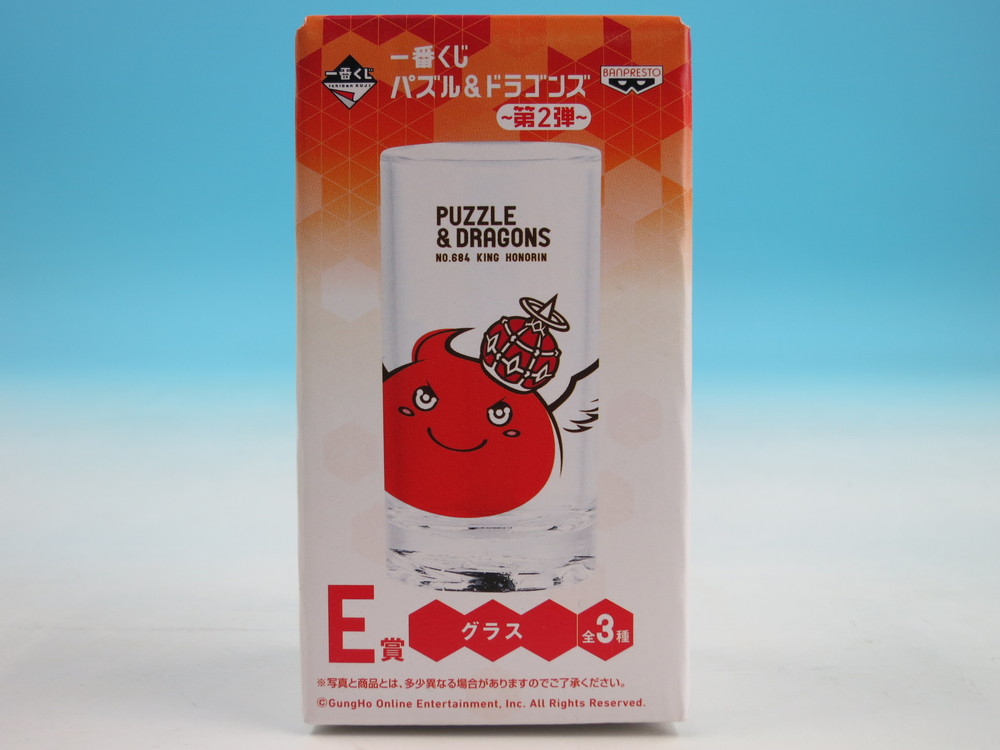 一番くじ
ICHIBAN KUJI
一番くじ
パズル&ドラゴンズ
～第2弾～
BANPRESTO
PUZZLE
& DRAGONS
NO.684 KING HONORIN
E賞
グラス
全3種
※写真と商品とは、多少異なる場合がありますのでご了承ください。
©GungHo Online Entertainment, Inc. All Rights Reserved.